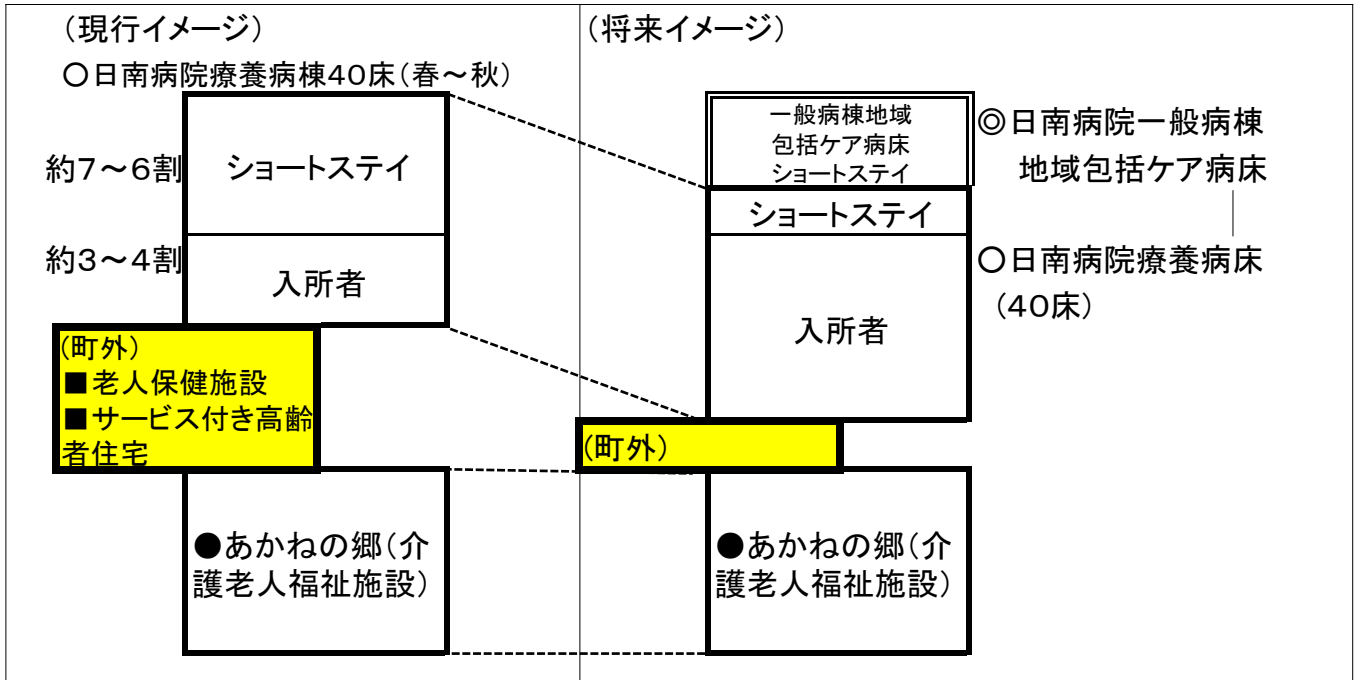 （現行イメージ）
○日南病院療養病棟40床（春～秋）
約7～6割
ショートステイ
約3～4割
入所者
（町外）
■老人保健施設
■サービス付き高齢
者住宅
●あかねの郷（介
護老人福祉施設）
（将来イメージ）
一般病棟地域
包括ケア病床
ショートステイ
◎日南病院一般病棟
地域包括ケア病床
ショートステイ
○日南病院療養病床
（40床）
入所者
（町外）
●あかねの郷（介
護老人福祉施設）